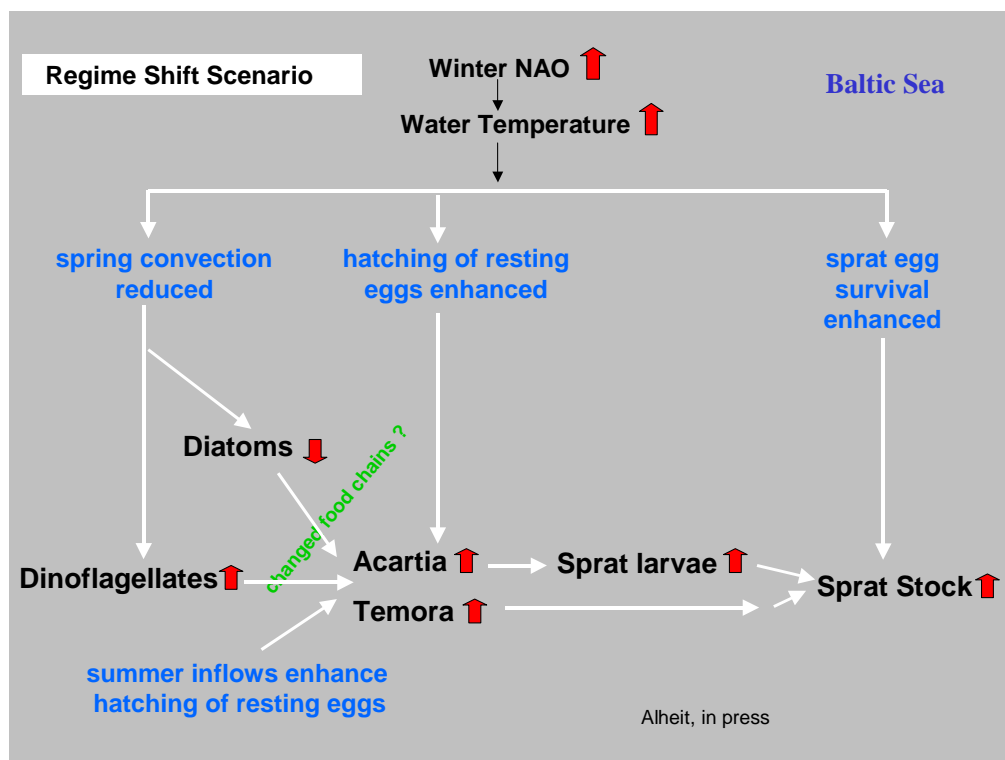 Regime Shift Scenario
Winter NAO
Baltic Sea
Water Temperature
spring convection
reduced
hatching of resting
eggs enhanced
sprat egg
survival
enhanced
Diatoms
changed food chains ?
Dinoflagellates
Acartia
Sprat larvae
Sprat Stock
Temora
summer inflows enhance
hatching of resting eggs
Alheit, in press